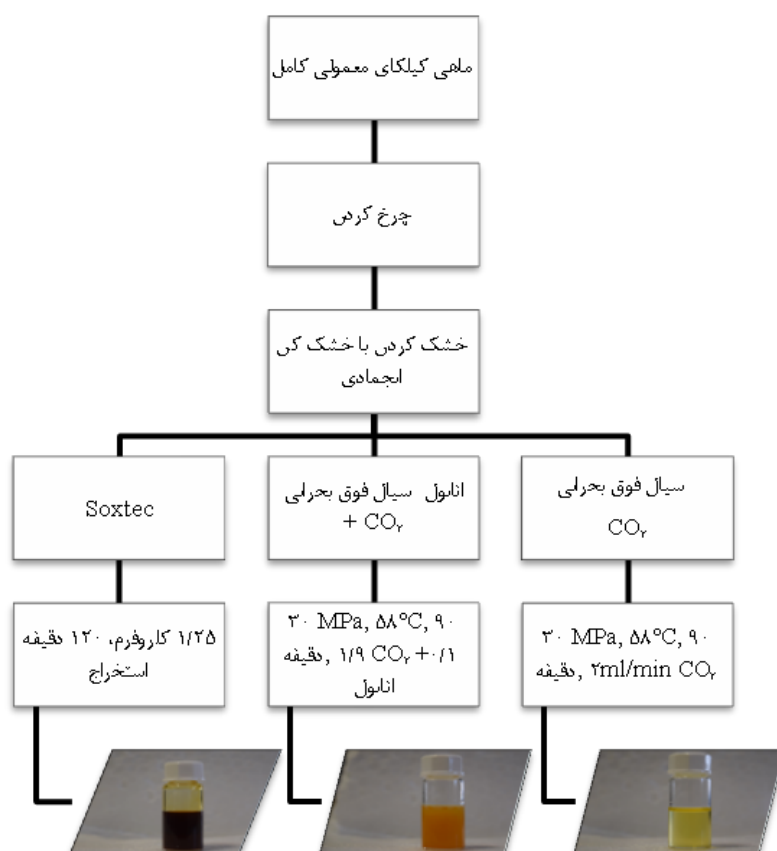 ماهی کیلکای معمولی کامل
چرخ کردن
خشک کردن با خشک کن
انجمادی
Soxtec
اتانول سیال فوق بحرانی
+ CO۲
سیال فوق بحرانی
CO۲
۱/۲۵ کلروفرم، ۱۲۰ دقیقه
استخراج
۳۰ MPa, ۵۸°C, ۹۰
دقیقه, ۱/۹ CO۲ +۰/۱
اتانول
۳۰ MPa, ۵۸°C, ۹۰
دقیقه, ۲ml/min CO۲